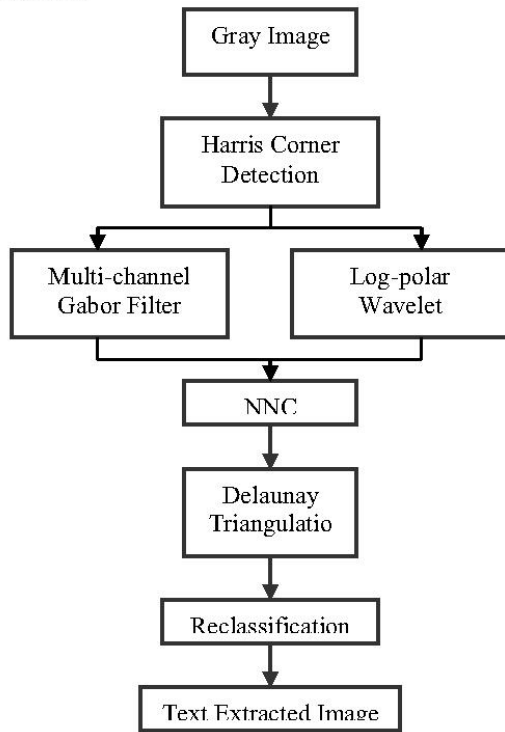 Gray Image
Harris Corner
Detection
Multi-channel
Gabor Filter
Log-polar
Wavelet
NNC
Delaunay
Triangulatio
Reclassification
Text Extracted Image